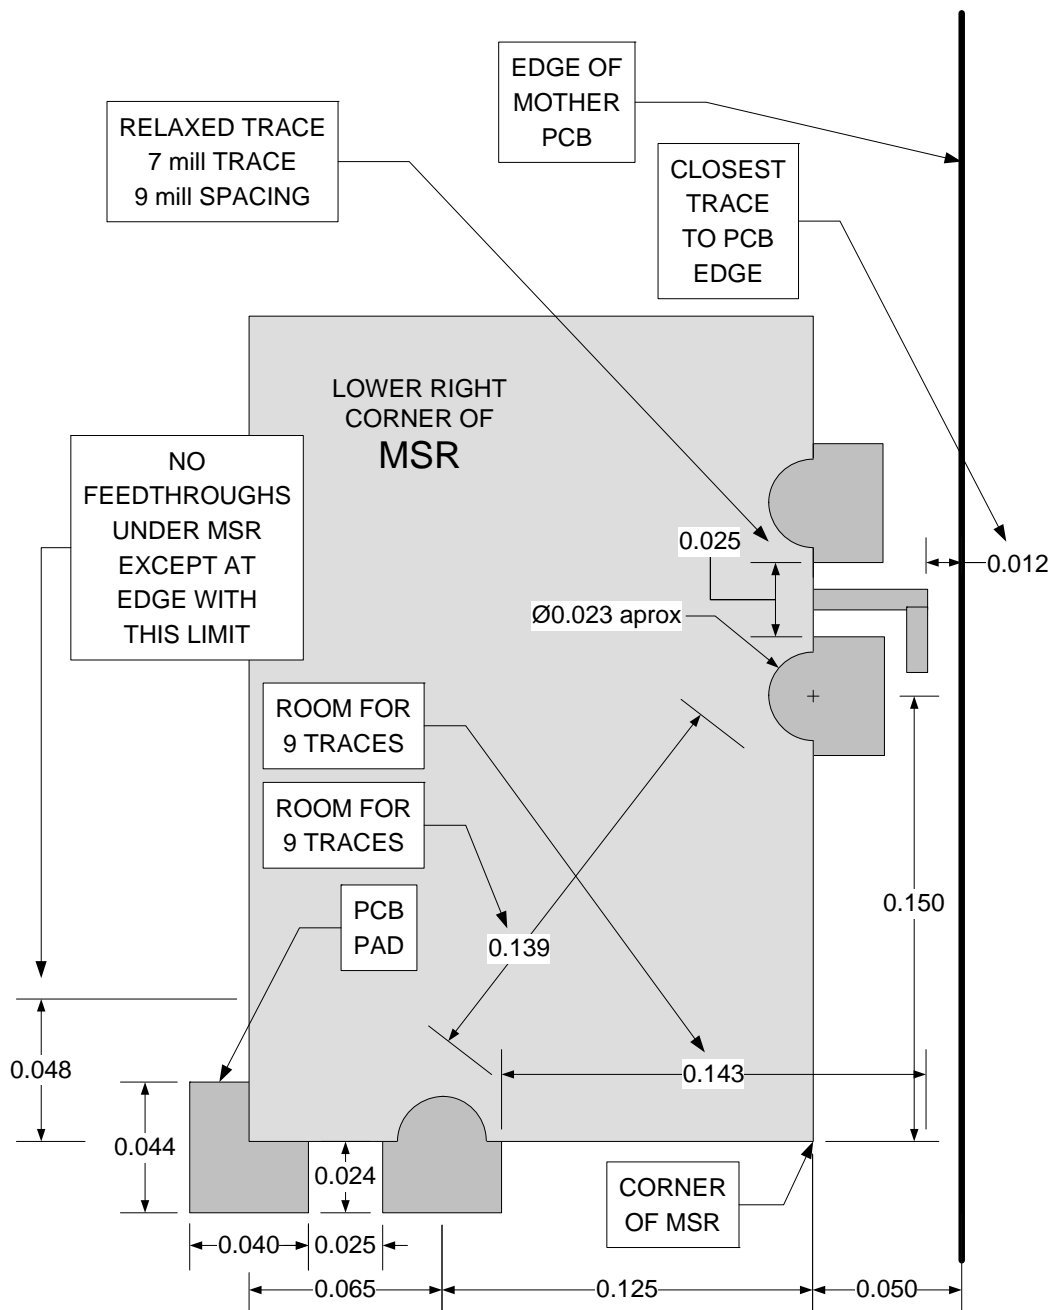 EDGE OF
MOTHER
PCB
RELAXED TRACE
7 mill TRACE
9 mill SPACING
CLOSEST
TRACE
TO PCB
EDGE
LOWER RIGHT
CORNER OF
MSR
NO
FEEDTHROUGHS
UNDER MSR
EXCEPT AT
EDGE WITH
THIS LIMIT
0.025
0.012
Ø0.023 aprox
ROOM FOR
9 TRACES
ROOM FOR
9 TRACES
PCB
PAD
0.150
0.139
0.048
0.143
0.044
0.024
CORNER
OF MSR
0.040
0.025
0.065
0.125
0.050